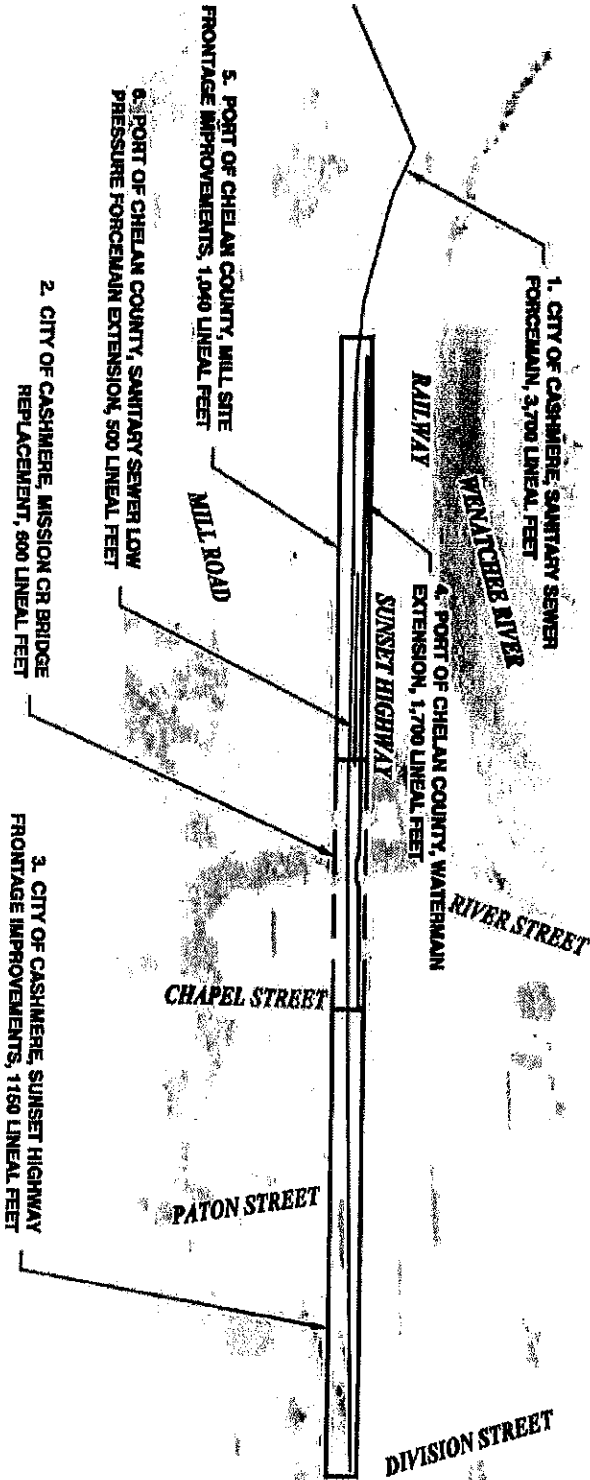 1. CITY OF CASHMERE, SANITARY SEWER
FORCEMAIN, 3,700 LINEAL FEET
WENATCHEE RIVER
RAILWAY
4. PORT OF CHELAN COUNTY, WATERMAIN
EXTENSION, 1,700 LINEAL FEET
SUNSET HIGHWAY
RIVER STREET
5. PORT OF CHELAN COUNTY, MILL SITE
FRONTAGE IMPROVEMENTS, 1,040 LINEAL FEET
MILL ROAD
6. PORT OF CHELAN COUNTY, SANITARY SEWER LOW
PRESSURE FORCEMAIN EXTENSION, 500 LINEAL FEET
2. CITY OF CASHMERE, MISSION CR BRIDGE
REPLACEMENT, 600 LINEAL FEET
CHAPEL STREET
PATON STREET
3. CITY OF CASHMERE, SUNSET HIGHWAY
FRONTAGE IMPROVEMENTS, 1150 LINEAL FEET
DIVISION STREET